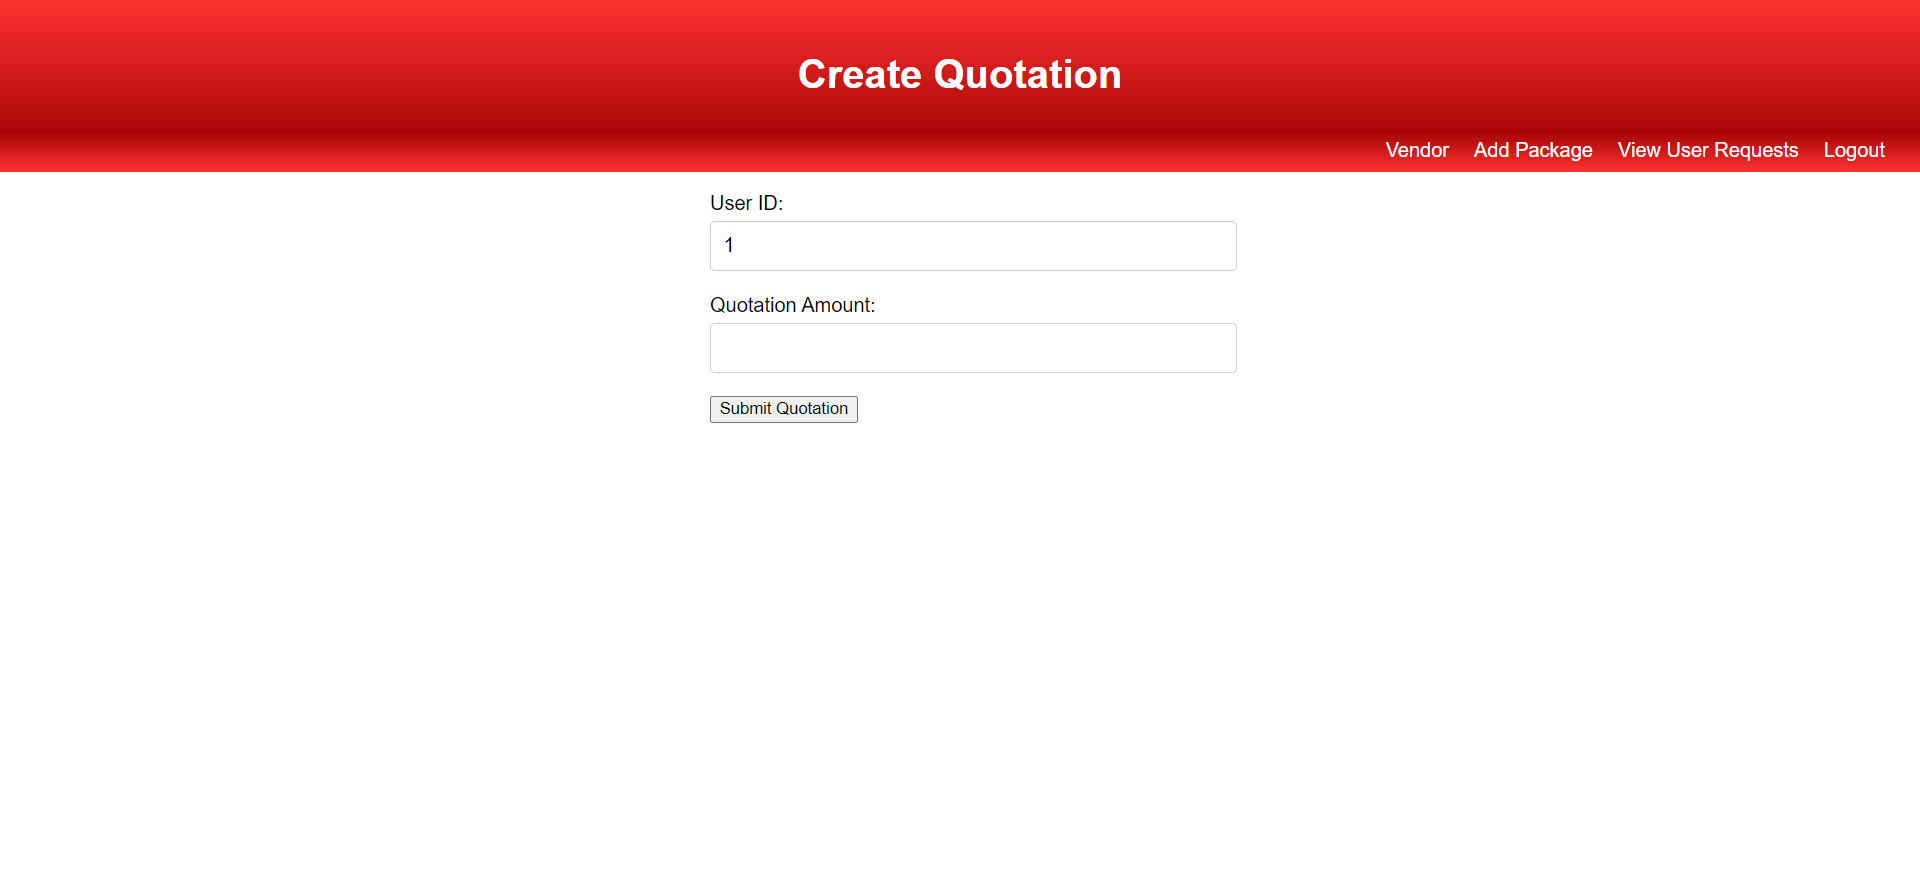 Create Quotation
Vendor Add Package View User Requests Logout
User ID:
1
Quotation Amount:
Submit Quotation